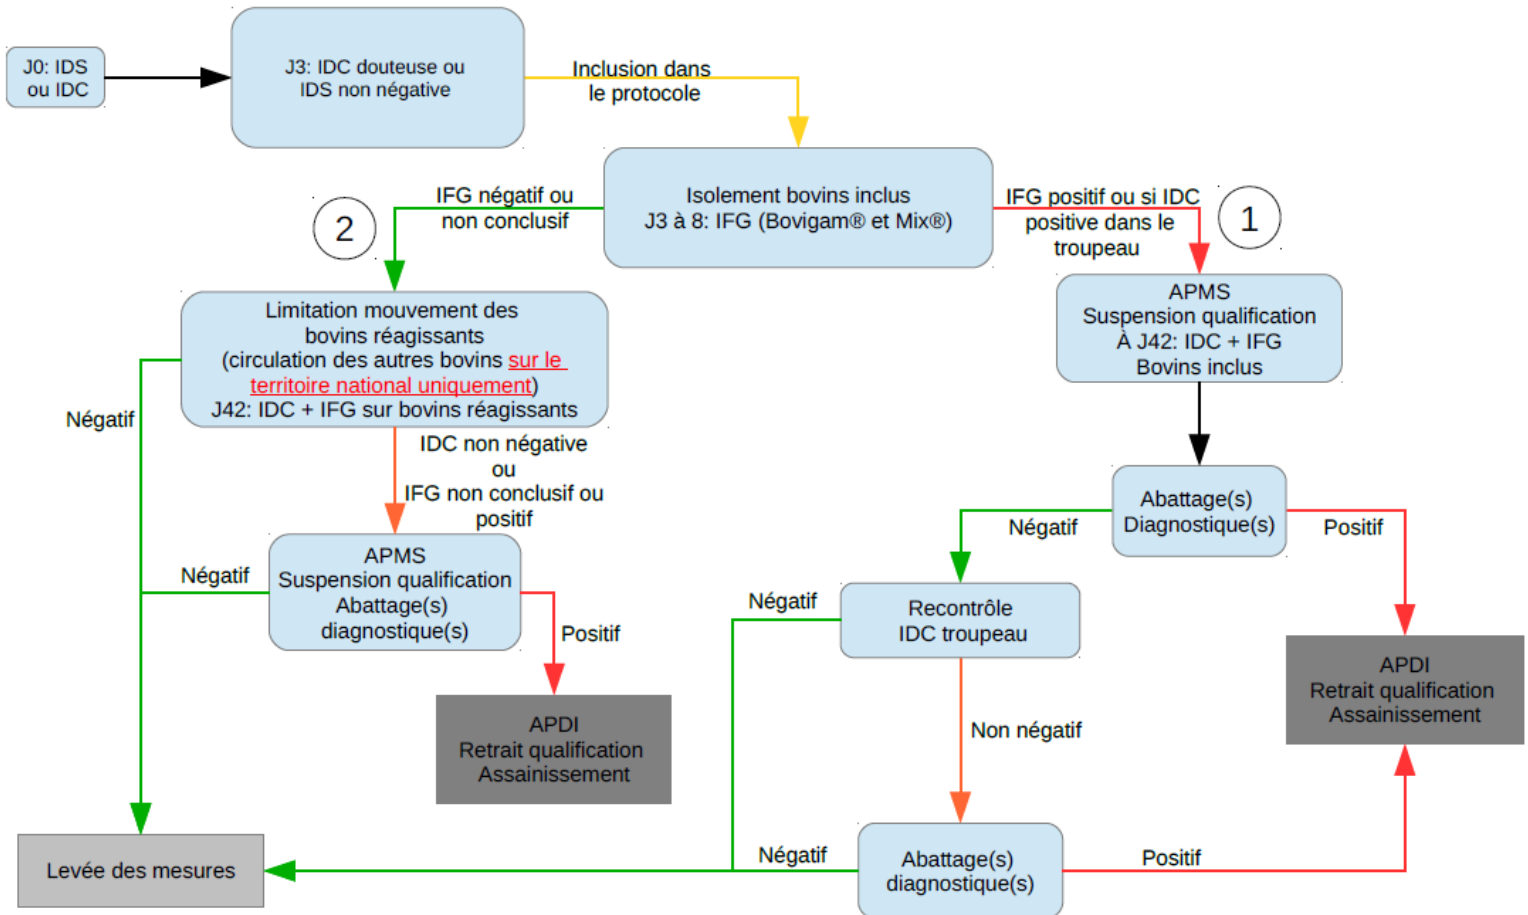 J0: IDS
ou IDC
J3: IDC douteuse ou
IDS non négative
Inclusion dans
le protocole
Isolement bovins inclus
J3 à 8: IFG (Bovigam® et Mix®)
IFG négatif ou
non conclusif
2
IFG positif ou si IDC
positive dans le
troupeau
1
Limitation mouvement des
bovins réagissants
(circulation des autres bovins sur le
territoire national uniquement)
J42: IDC + IFG sur bovins réagissants
APMS
Suspension qualification
À J42: IDC + IFG
Bovins inclus
Négatif
IDC non négative
ou
IFG non conclusif ou
positif
Abattage(s)
Diagnostique(s)
Négatif
Positif
APMS
Suspension qualification
Abattage(s)
diagnostique(s)
Négatif
Positif
Négatif
Recontrôle
IDC troupeau
APDI
Retrait qualification
Assainissement
APDI
Retrait qualification
Assainissement
Non négatif
Levée des mesures
Négatif
Abattage(s)
diagnostique(s)
Positif